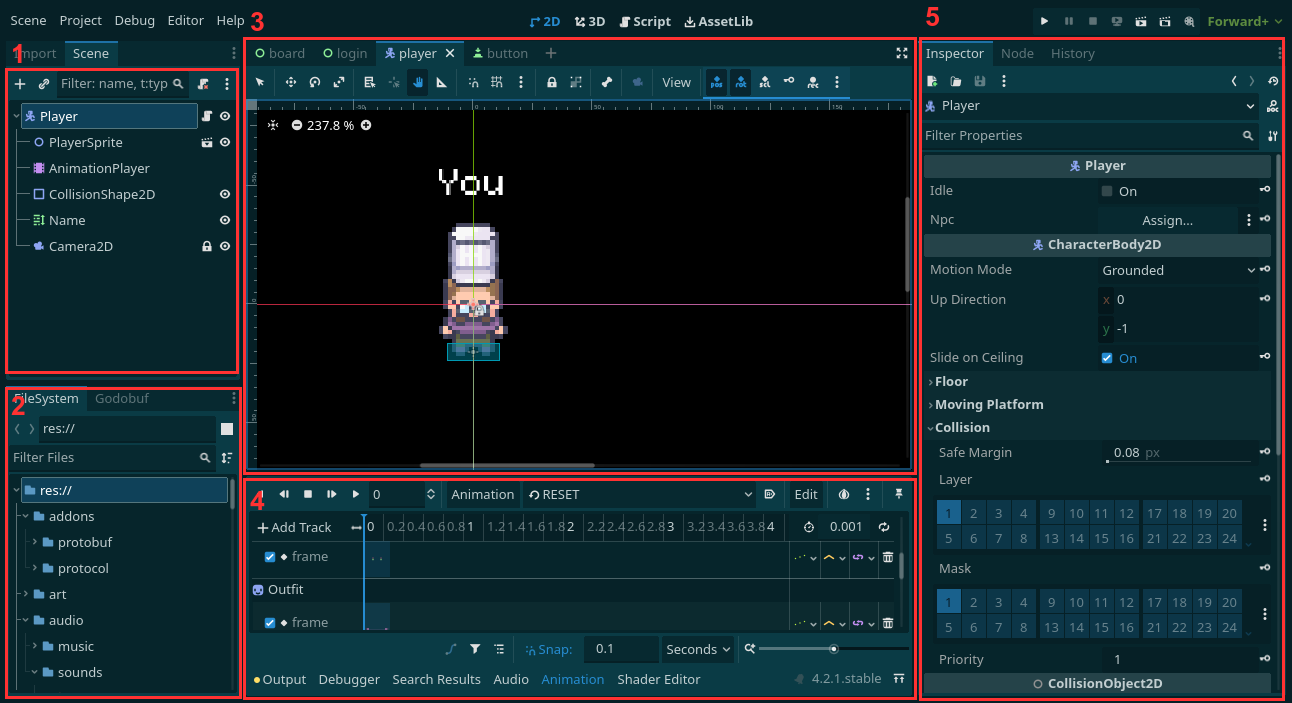 Scene Project Debug Editor Help 3 2D 3D Script AssetLib 5 Forward+
1 Import Scene
Filter: name, t:typ
Player
PlayerSprite
AnimationPlayer
CollisionShape2D
Name
Camera2D
FileSystem Godobuf
2
res://
Filter Files
res://
addons
protobuf
protocol
art
audio
music
sounds
board login player button
View
-50 0 50 100 150
237.8 %
You
4
0 Animation RESET Edit
Add Track 0 0.2 0.4 0.6 0.8 1 1.2 1.4 1.6 1.8 2 2.2 2.4 2.6 2.8 3 3.2 3.4 3.6 3.8 4 0.001
frame
Outfit
frame
Snap: 0.1 Seconds
Output Debugger Search Results Audio Animation Shader Editor 4.2.1.stable
Inspector Node History
Player
Filter Properties
Player
Idle On
Npc Assign...
CharacterBody2D
Motion Mode Grounded
Up Direction x 0
y -1
Slide on Ceiling On
Floor
Moving Platform
Collision
Safe Margin 0.08 px
Layer
1 2 3 4 9 10 11 12 17 18 19 20
5 6 7 8 13 14 15 16 21 22 23 24
Mask
1 2 3 4 9 10 11 12 17 18 19 20
5 6 7 8 13 14 15 16 21 22 23 24
Priority 1
CollisionObject2D